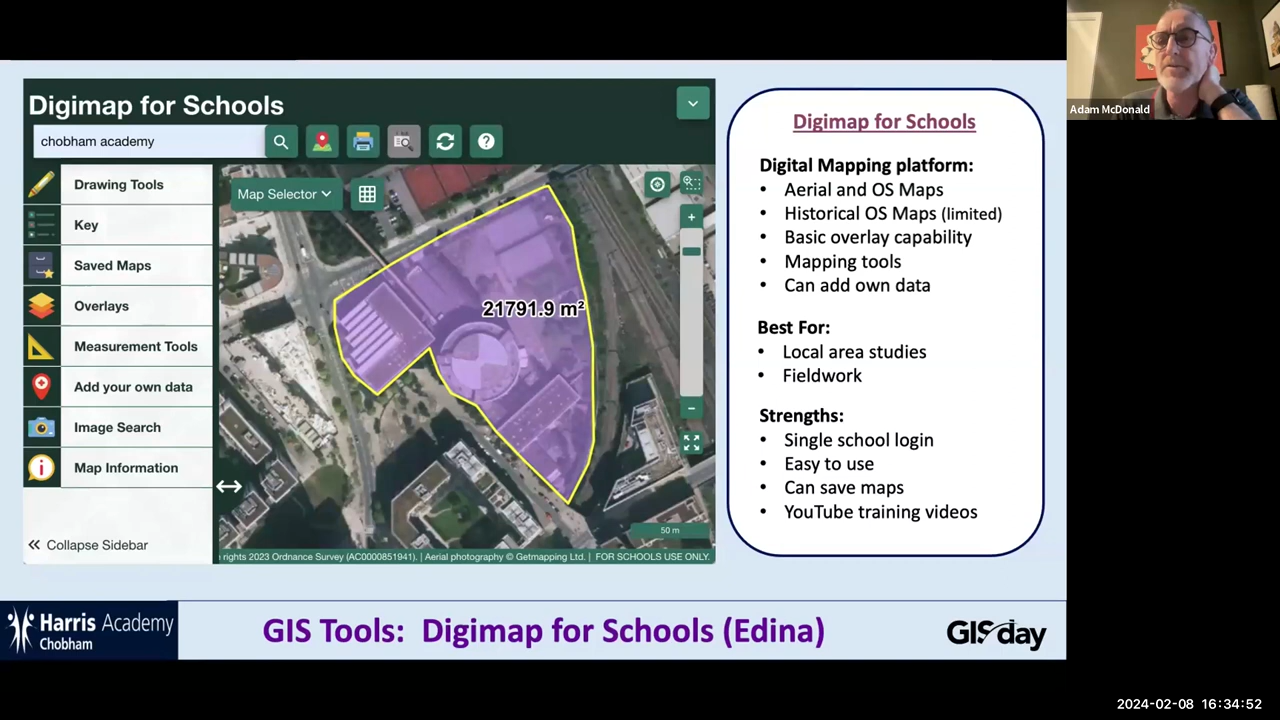 Digimap for Schools
chobham academy
Drawing Tools
Key
Saved Maps
Overlays
Measurement Tools
Add your own data
Image Search
Map Information
Collapse Sidebar
Map Selector
21791.9 m²
50 m
rights 2023 Ordnance Survey (AC0000851941). | Aerial photography © Getmapping Ltd. | FOR SCHOOLS USE ONLY.
Digimap for Schools
Digital Mapping platform:
• Aerial and OS Maps
• Historical OS Maps (limited)
• Basic overlay capability
• Mapping tools
• Can add own data
Best For:
• Local area studies
• Fieldwork
Strengths:
• Single school login
• Easy to use
• Can save maps
• YouTube training videos
Adam McDonald
Harris Academy
Chobham
GIS Tools: Digimap for Schools (Edina)
GISday
2024-02-08 16:34:52